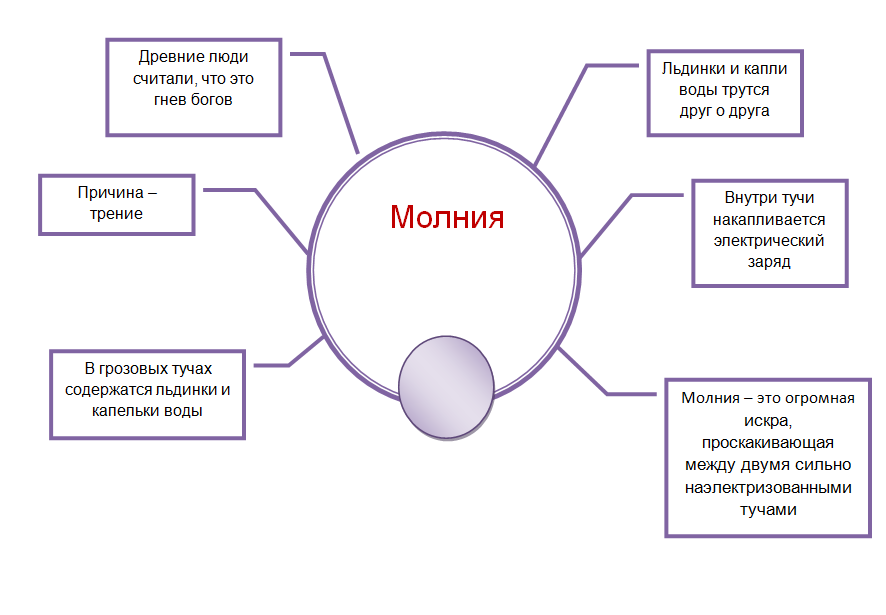 Древние люди
считали, что это
гнев богов
Льдинки и капли
воды трутся
друг о друга
Причина –
трение
Молния
Внутри тучи
накапливается
электрический
заряд
В грозовых тучах
содержатся льдинки и
капельки воды
Молния – это огромная
искра,
проскакивающая
между двумя сильно
наэлектризованными
тучами